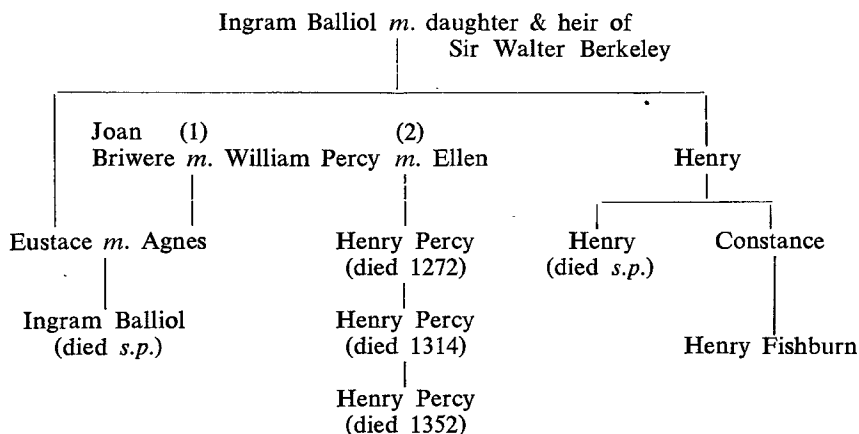 Ingram Balliol m. daughter & heir of
Sir Walter Berkeley
Joan (1) (2)
Briwere m. William Percy m. Ellen Henry
Eustace m. Agnes Henry Percy Henry Constance
(died 1272) (died s.p.)
Ingram Balliol Henry Percy Henry Fishburn
(died s.p.) (died 1314)
Henry Percy
(died 1352)